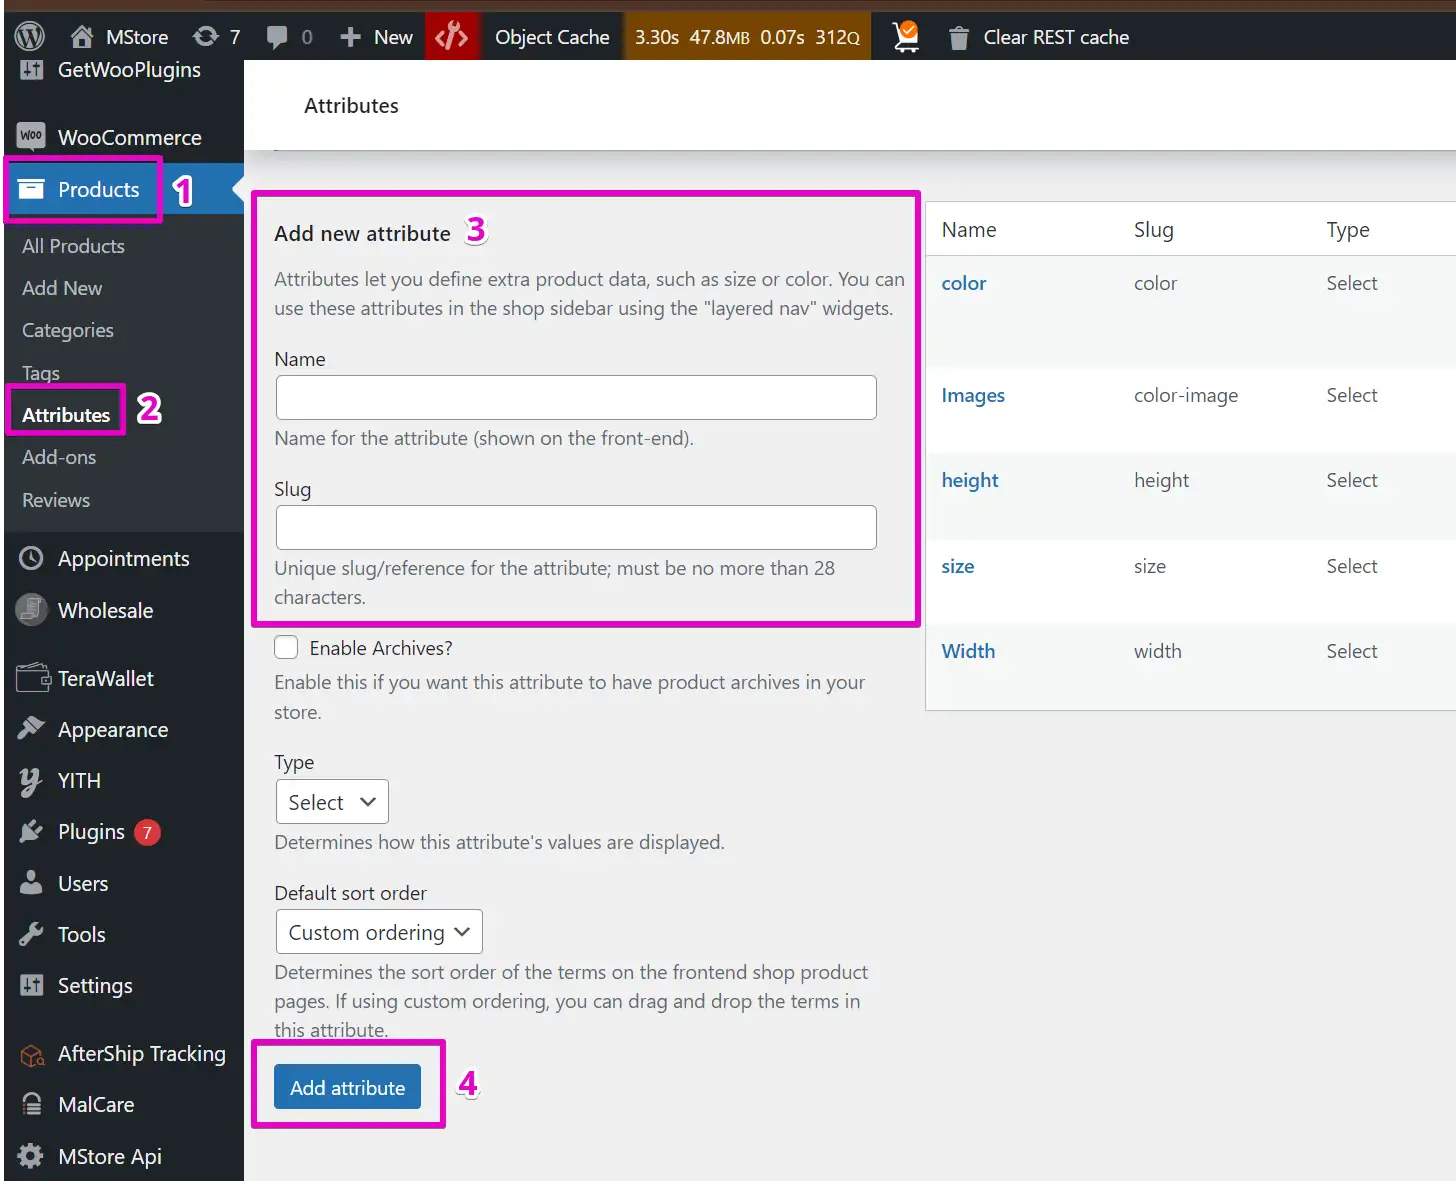 MStore 7 0 New Object Cache 3.30s 47.8MB 0.07s 312Q Clear REST cache
GetWooPlugins
WooCommerce
Products 1
All Products
Add New
Categories
Tags
Attributes 2
Add-ons
Reviews
Appointments
Wholesale
TeraWallet
Appearance
YITH
Plugins 7
Users
Tools
Settings
AfterShip Tracking
MalCare
MStore Api
Attributes
Add new attribute 3
Attributes let you define extra product data, such as size or color. You can
use these attributes in the shop sidebar using the "layered nav" widgets.
Name
Name for the attribute (shown on the front-end).
Slug
Unique slug/reference for the attribute; must be no more than 28
characters.
Enable Archives?
Enable this if you want this attribute to have product archives in your
store.
Type
Select
Determines how this attribute's values are displayed.
Default sort order
Custom ordering
Determines the sort order of the terms on the frontend shop product
pages. If using custom ordering, you can drag and drop the terms in
this attribute.
Add attribute 4
Name Slug Type
color color Select
Images color-image Select
height height Select
size size Select
Width width Select